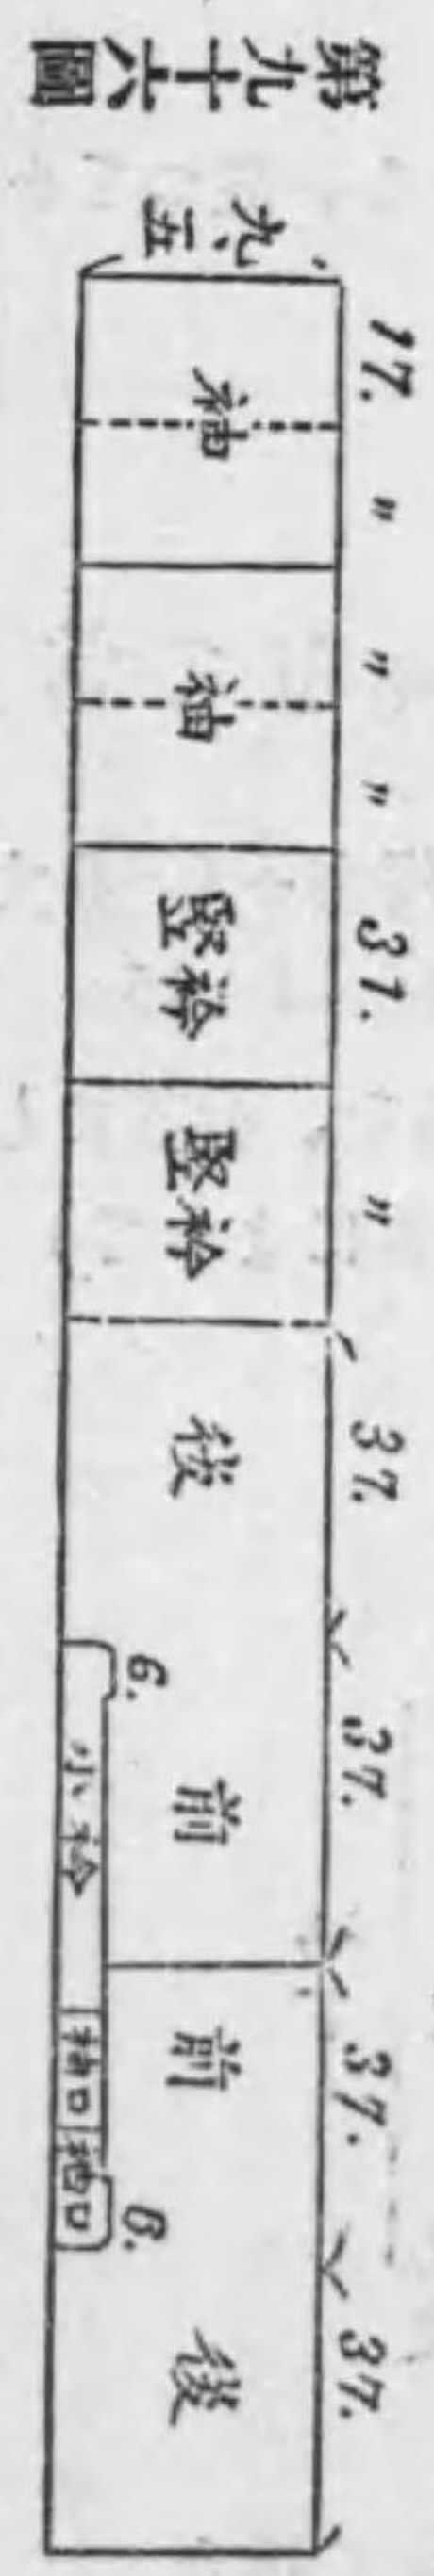 第九十六圖
九、五
17. 〃 〃 〃 31. 〃 37. 37. 37. 37.
袖
袖
竪衿
竪衿
後
6.
前
小衿
前
袖口
袖口
6.
後